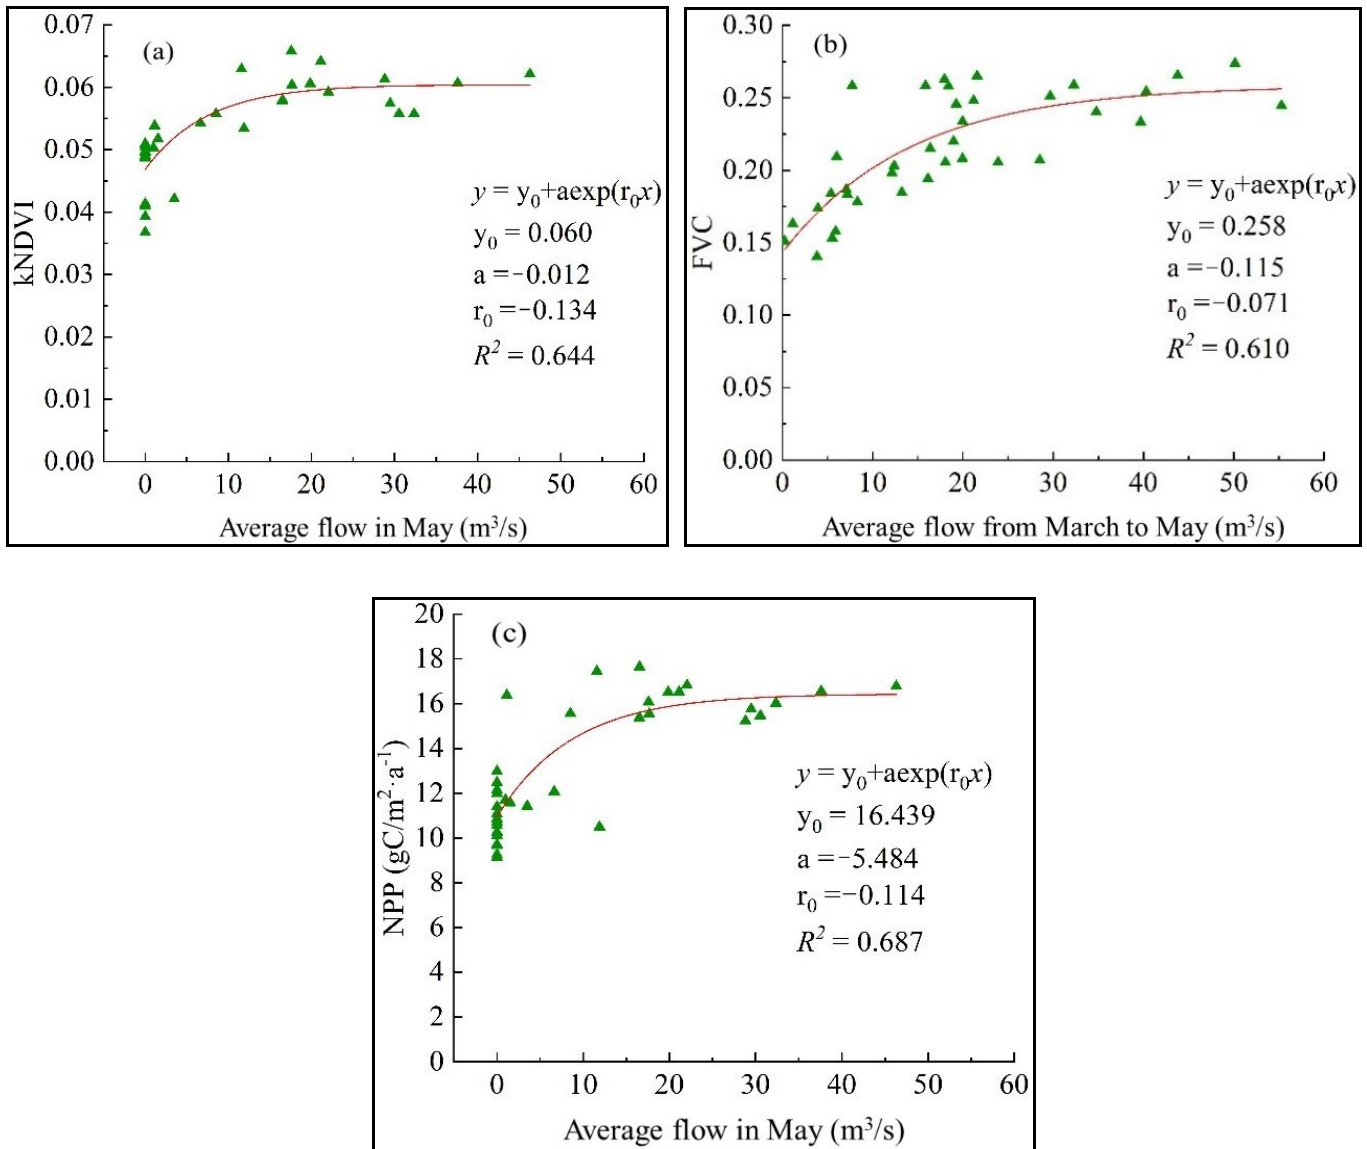 (a)
kNDVI
0.07
0.06
0.05
0.04
0.03
0.02
0.01
0.00
0 10 20 30 40 50 60
Average flow in May (m³/s)
y = y₀+aexp(r₀x)
y₀ = 0.060
a =−0.012
r₀ =−0.134
R² = 0.644
(b)
FVC
0.30
0.25
0.20
0.15
0.10
0.05
0.00
0 10 20 30 40 50 60
Average flow from March to May (m³/s)
y = y₀+aexp(r₀x)
y₀ = 0.258
a =−0.115
r₀ =−0.071
R² = 0.610
(c)
NPP (gC/m²·a⁻¹)
20
18
16
14
12
10
8
6
4
2
0
0 10 20 30 40 50 60
Average flow in May (m³/s)
y = y₀+aexp(r₀x)
y₀ = 16.439
a =−5.484
r₀ =−0.114
R² = 0.687